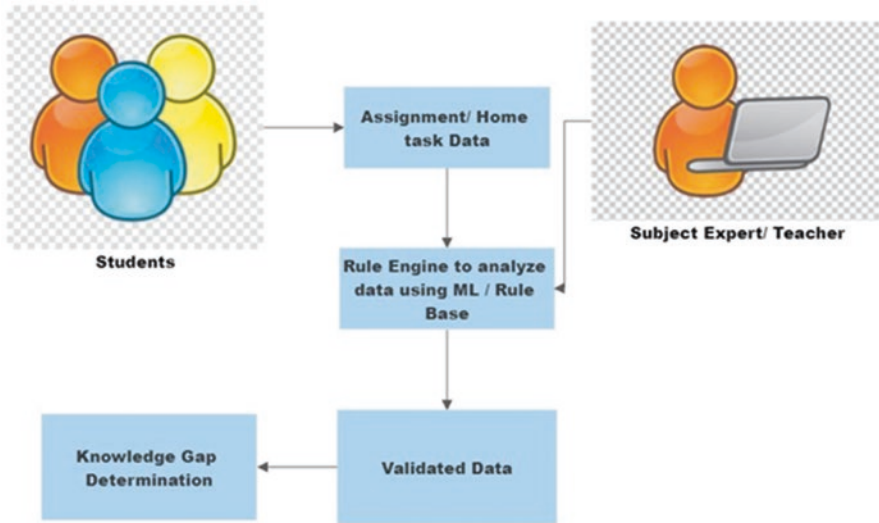 Students
Assignment/ Home
task Data
Subject Expert/ Teacher
Rule Engine to analyze
data using ML / Rule
Base
Knowledge Gap
Determination
Validated Data